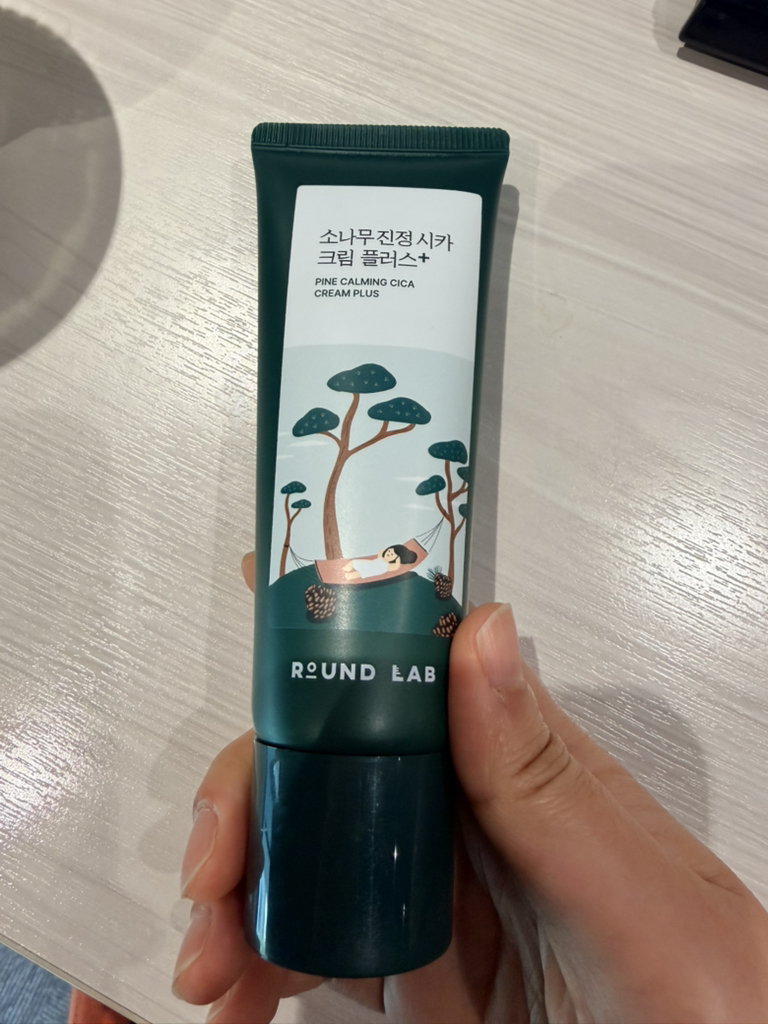 소나무 진정 시카
크림 플러스+
PINE CALMING CICA
CREAM PLUS
ROUND LAB